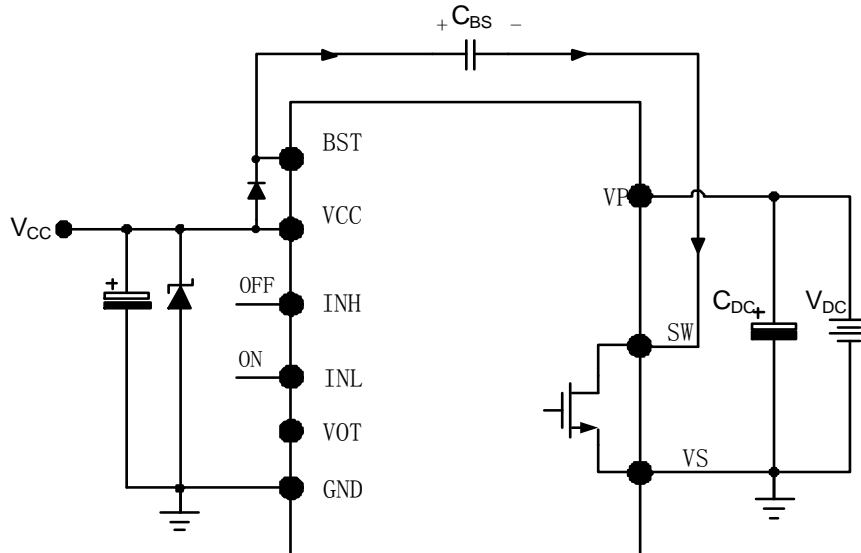 + CBS −
BST
VP
VCC
VCC
OFF
INH
CDC
+
VDC
SW
ON
INL
VOT
VS
GND
+